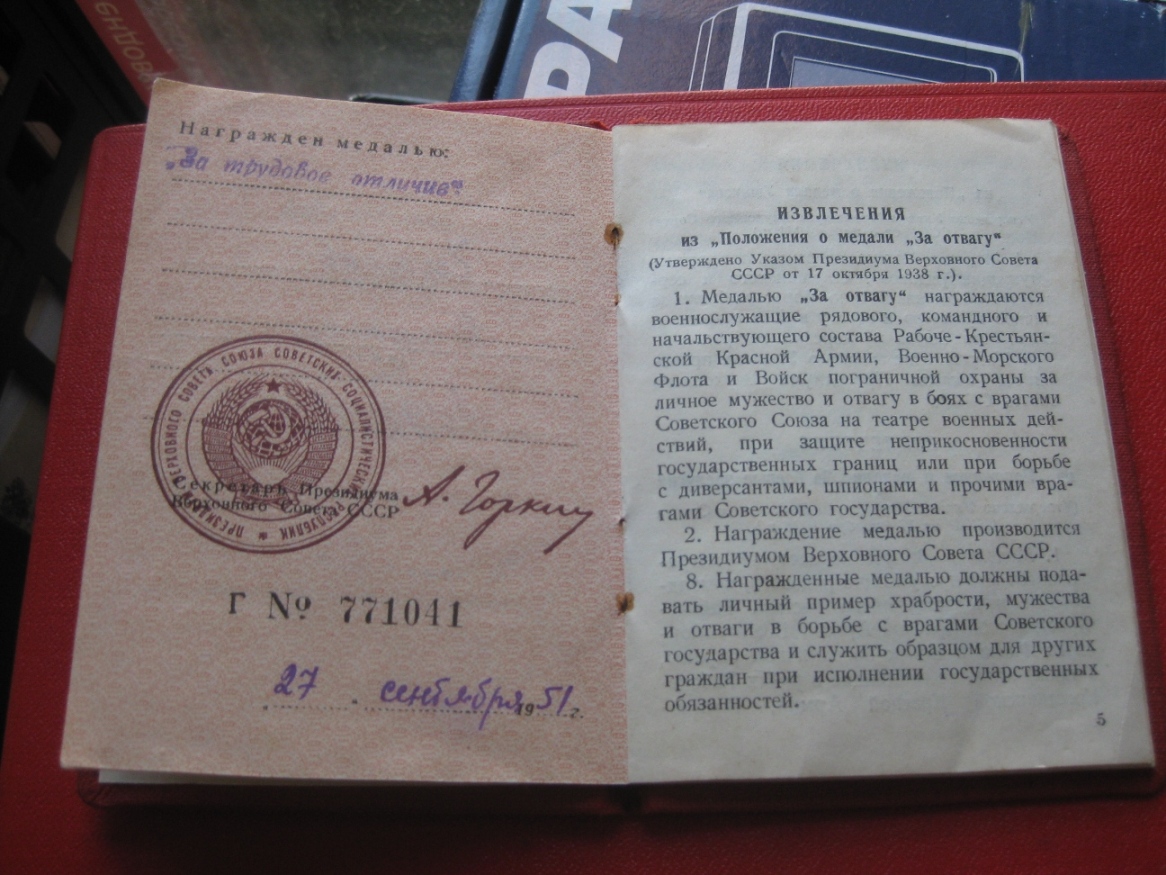 РА
Награжден медалью:
„За трудовое отличие“
ПРЕЗИДИУМ ВЕРХОВНОГО СОВЕТА СОЮЗА СОВЕТСКИХ СОЦИАЛИСТИЧЕСКИХ РЕСПУБЛИК
Секретарь Президиума
Верховного Совета СССР
А. Горкин
Г № 771041
27 сентября 1951 г.
ИЗВЛЕЧЕНИЯ
из „Положения о медали „За отвагу“
(Утверждено Указом Президиума Верховного Совета
СССР от 17 октября 1938 г.).
1. Медалью „За отвагу“ награждаются
военнослужащие рядового, командного и
начальствующего состава Рабоче-Крестьян-
ской Красной Армии, Военно-Морского
Флота и Войск пограничной охраны за
личное мужество и отвагу в боях с врагами
Советского Союза на театре военных дей-
ствий, при защите неприкосновенности
государственных границ или при борьбе
с диверсантами, шпионами и прочими вра-
гами Советского государства.
2. Награждение медалью производится
Президиумом Верховного Совета СССР.
8. Награжденные медалью должны пода-
вать личный пример храбрости, мужества
и отваги в борьбе с врагами Советского
государства и служить образцом для других
граждан при исполнении государственных
обязанностей.
5